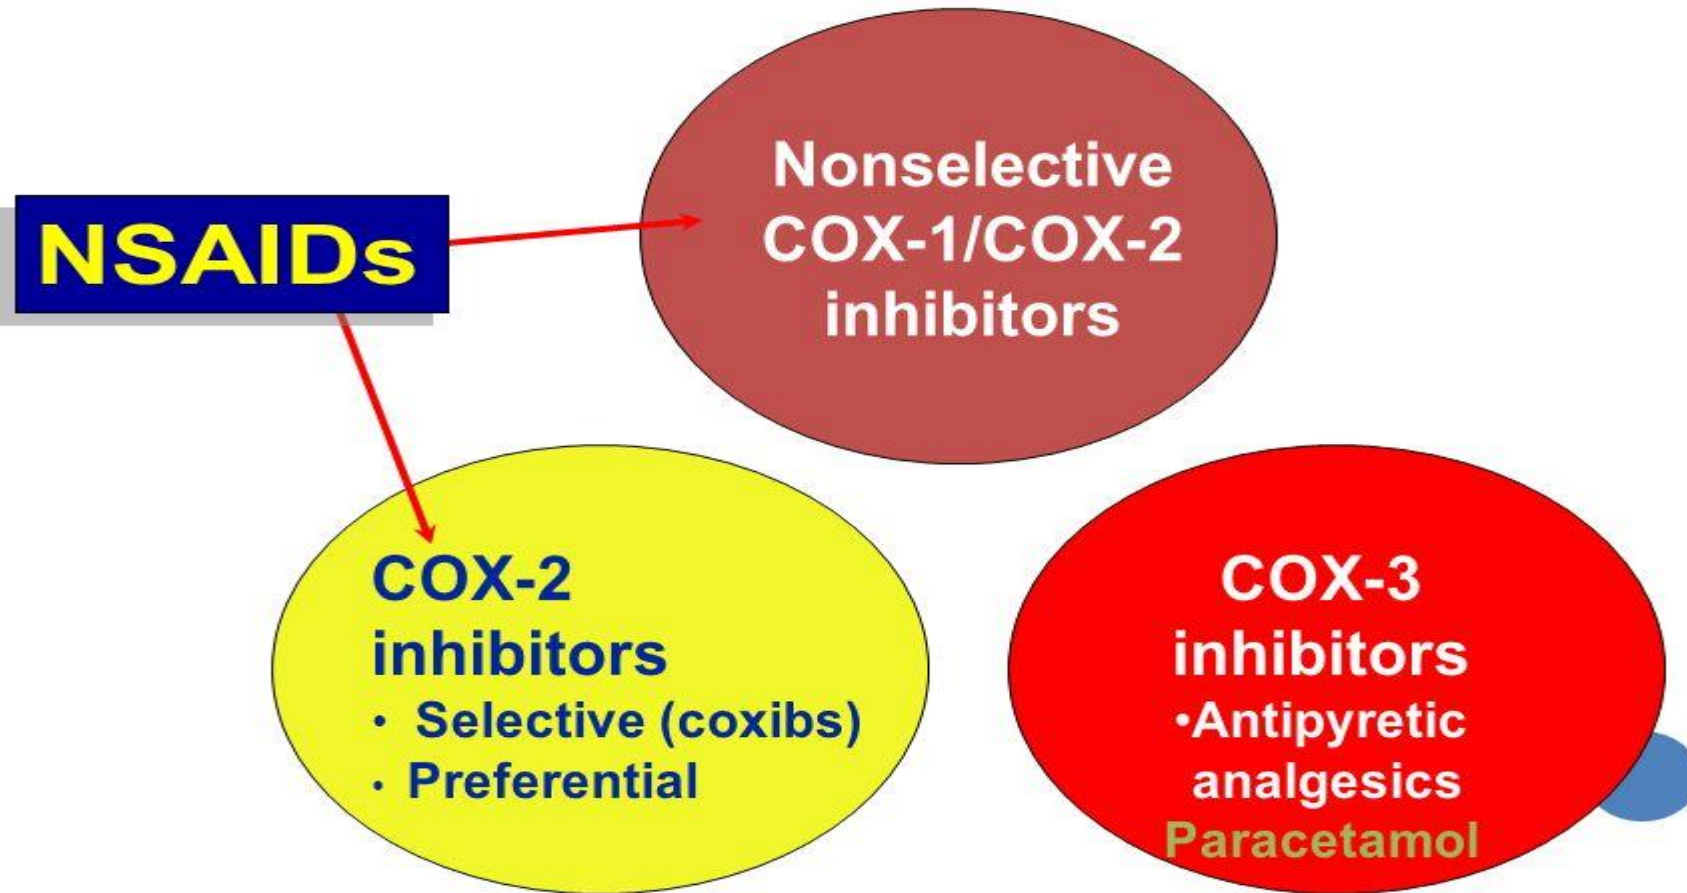 NSAIDs
Nonselective
COX-1/COX-2
inhibitors
COX-2
inhibitors
• Selective (coxibs)
• Preferential
COX-3
inhibitors
•Antipyretic
analgesics
Paracetamol